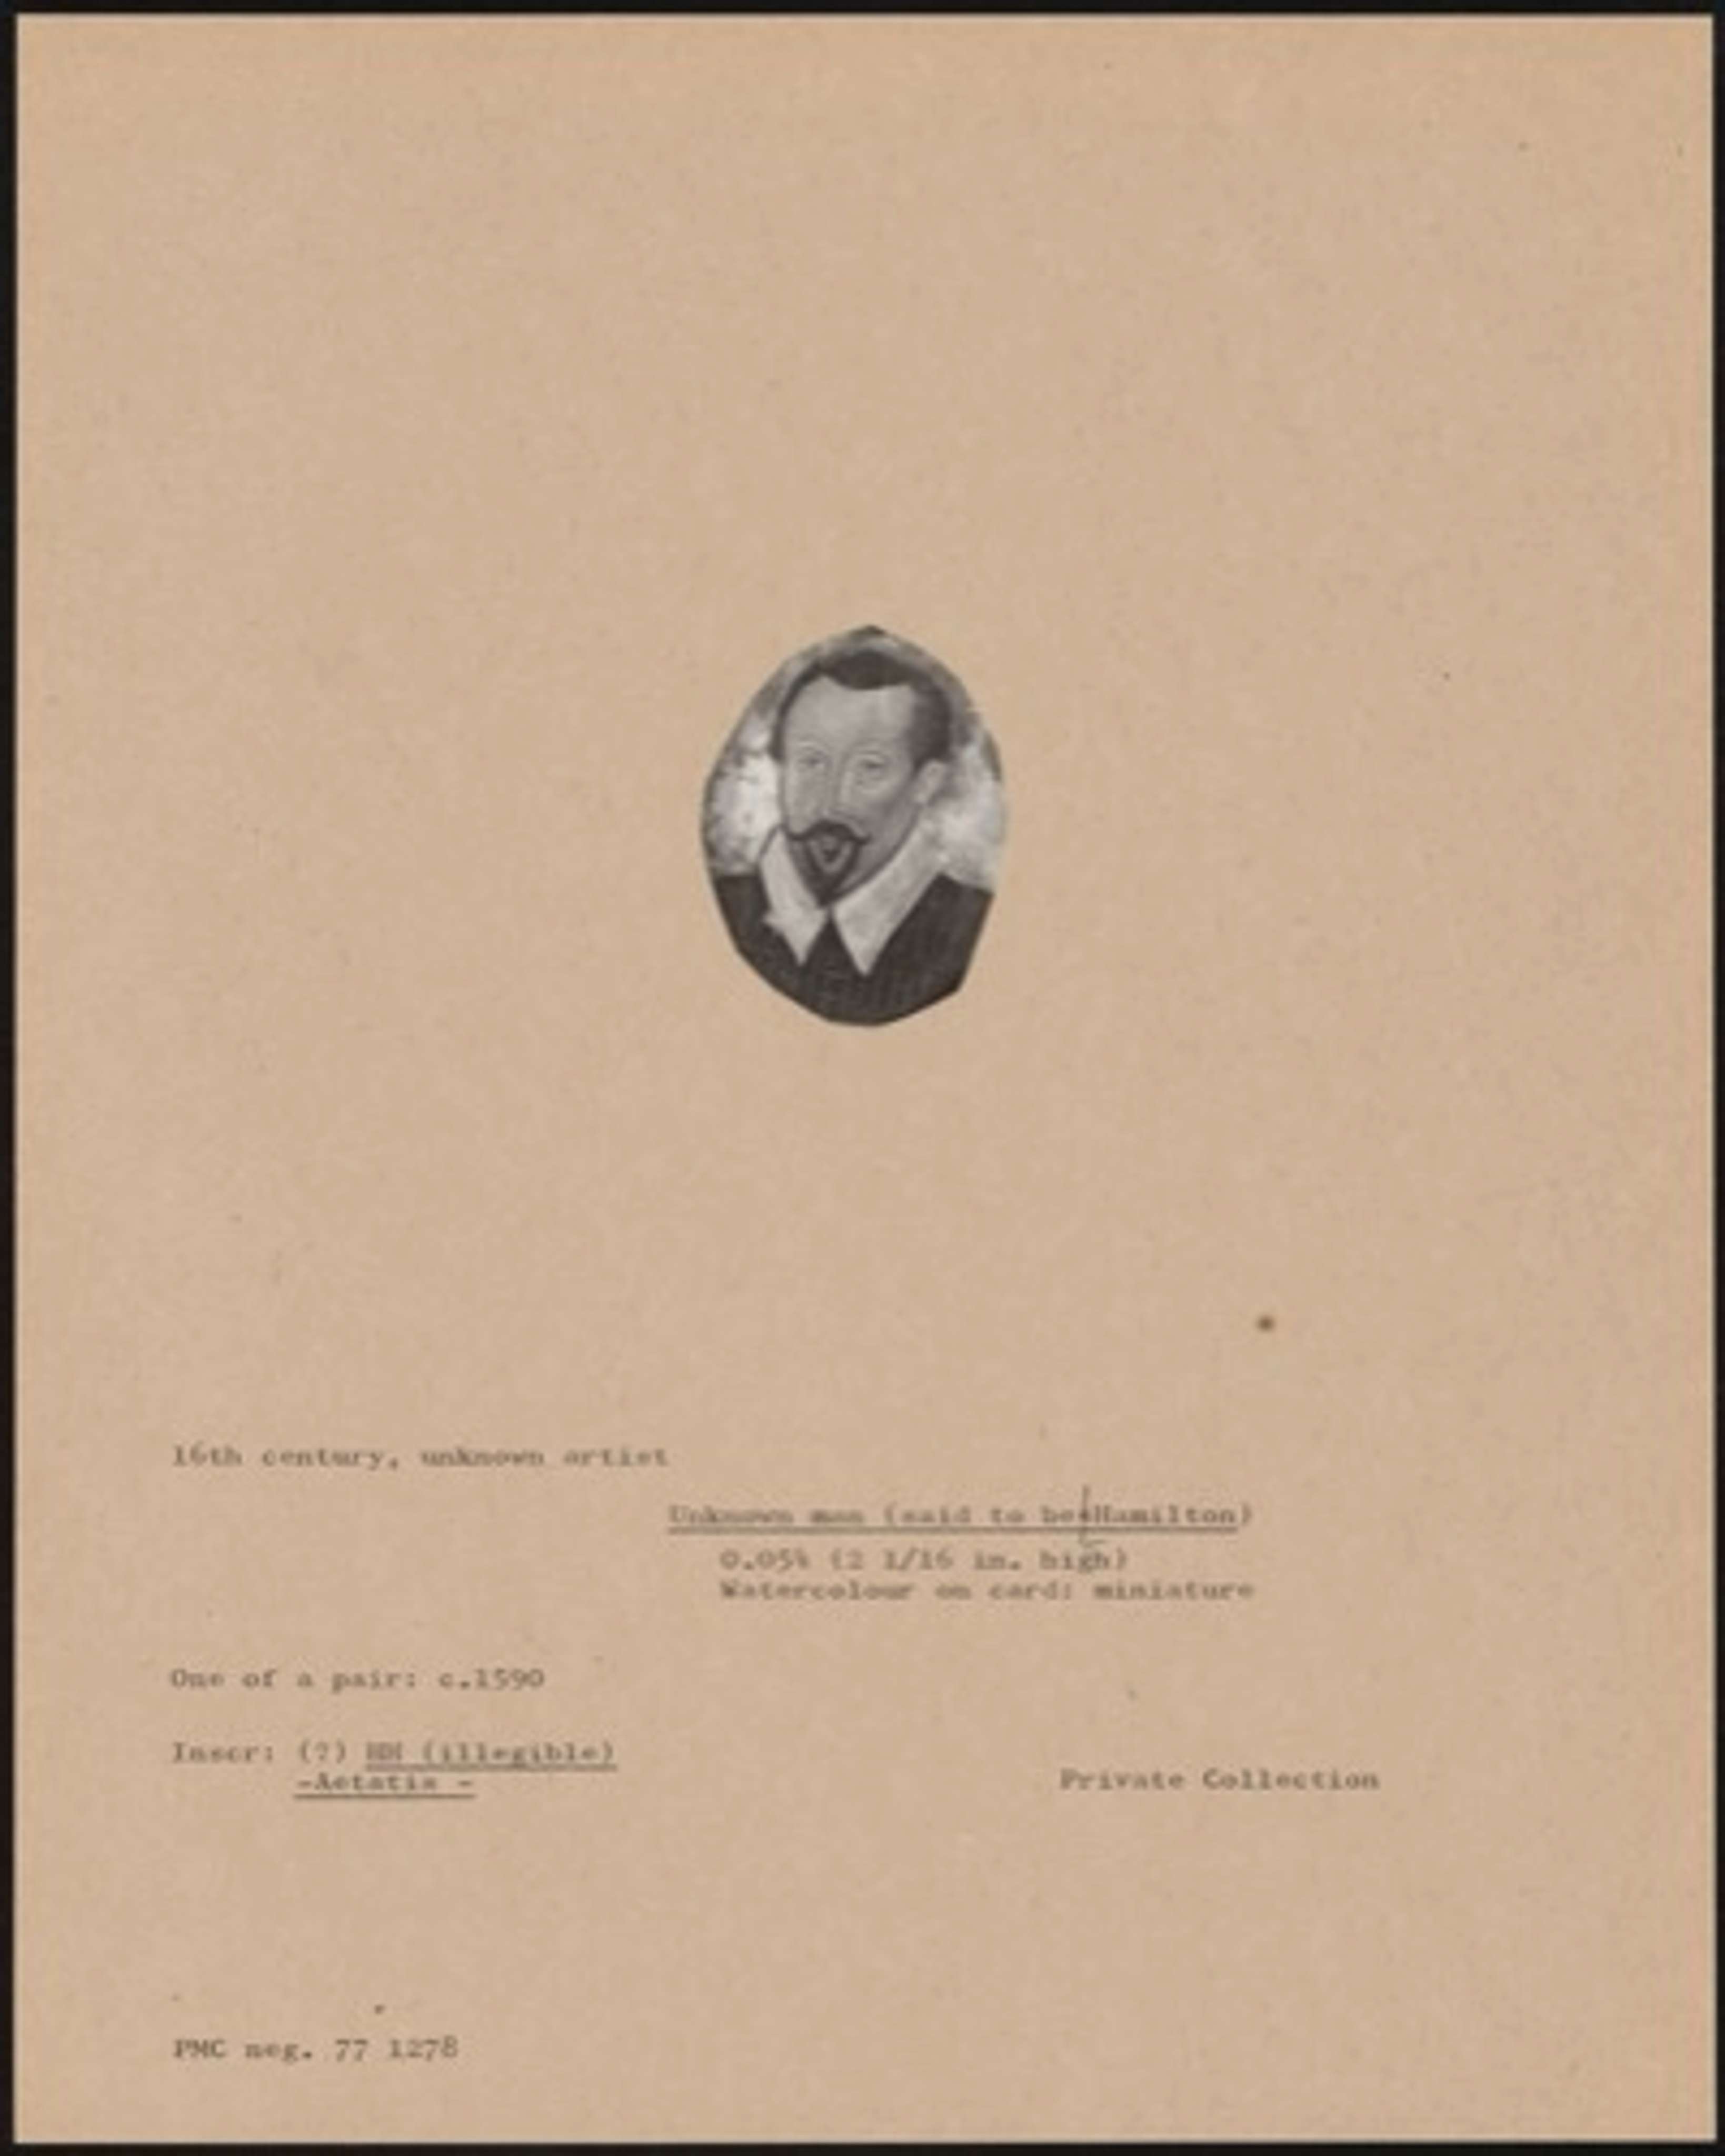 16th century, unknown artist
Unknown man (said to be Hamilton)
0.054 (2 1/16 in. high)
Watercolour on card: miniature
One of a pair: c.1590
Inscr: (?) (illegible)
-Aetatis -
Private Collection
PMC neg. 77 1278